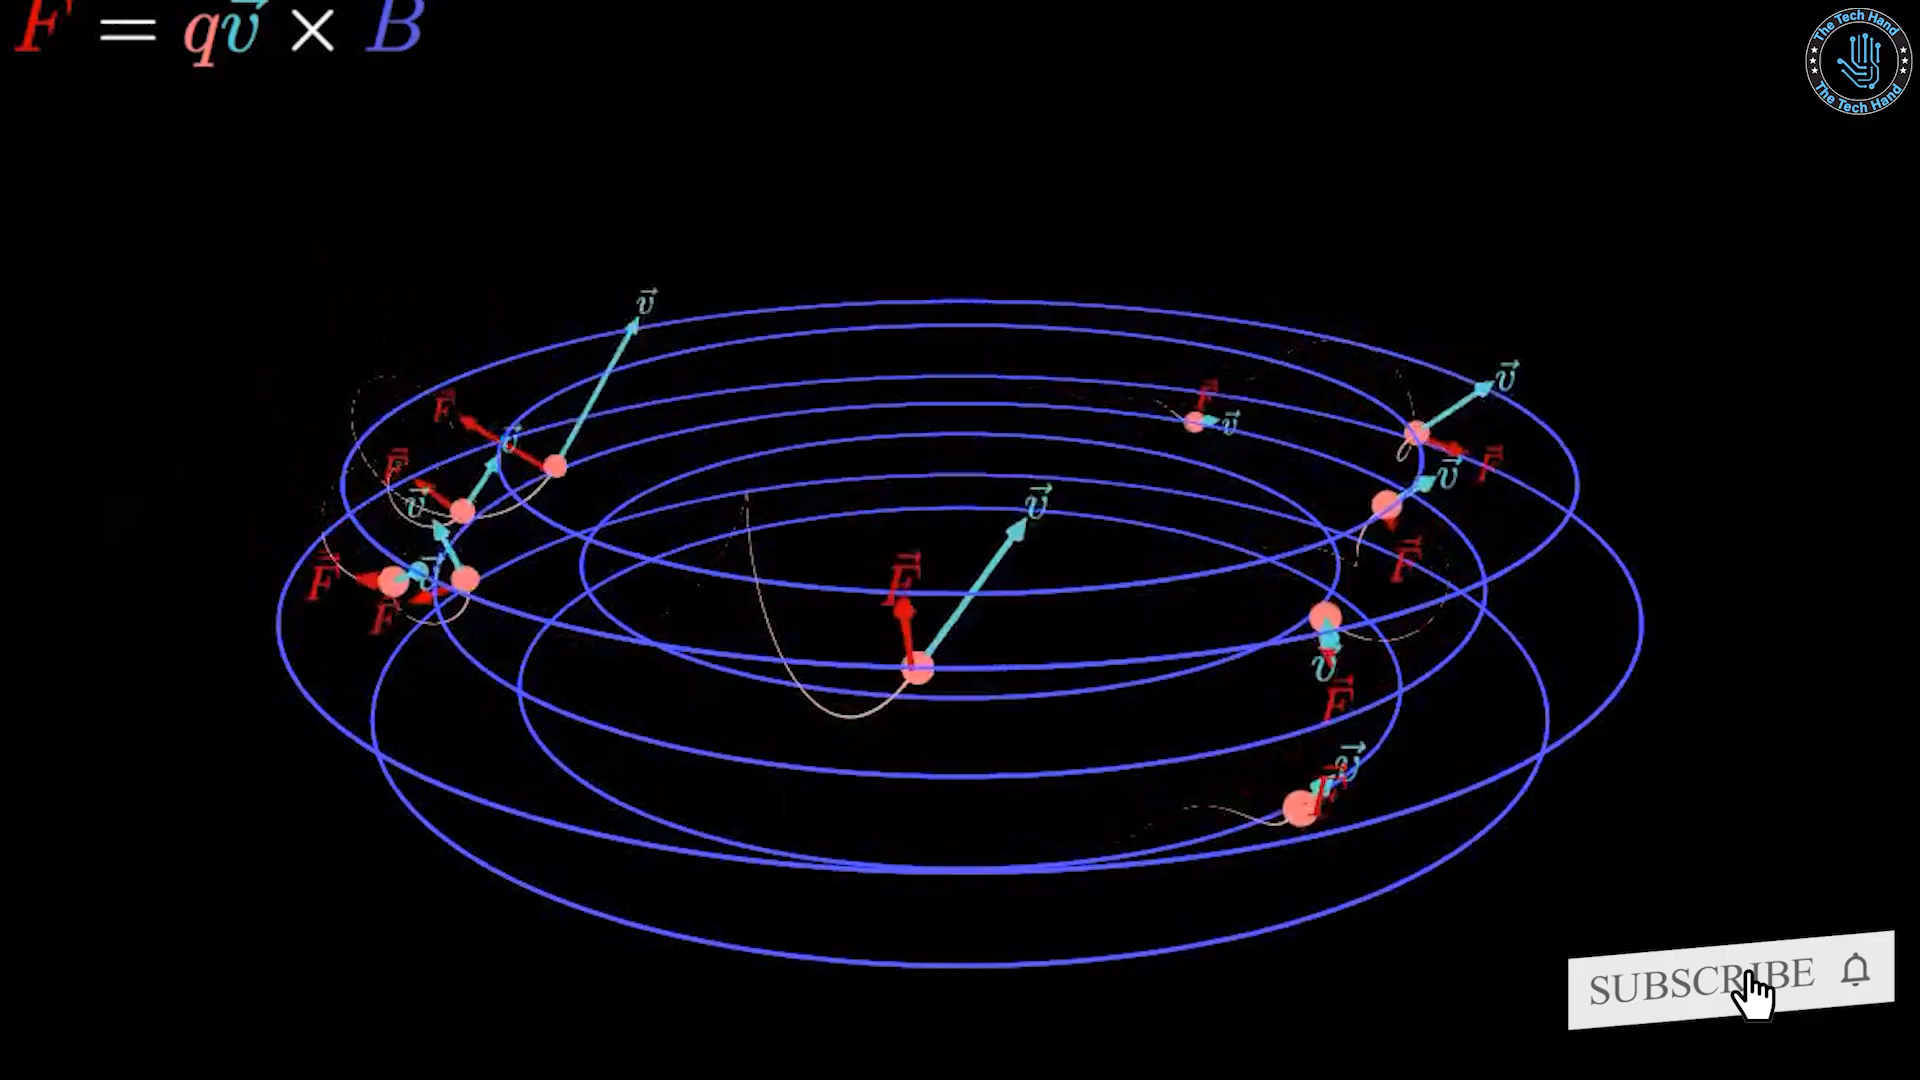 F = qv⃗ × B
The Tech Hand
The Tech Hand
v⃗
v⃗
F⃗
v⃗
F⃗
v⃗
F⃗
v⃗
F⃗
v⃗
F⃗
v⃗
v⃗
F⃗
F⃗
F⃗
v⃗
F
v⃗
F⃗
v⃗
F
SUBSCRIBE